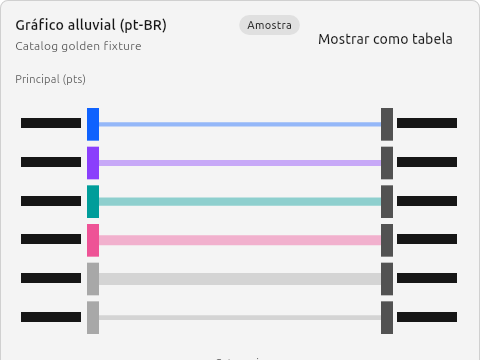 Gráfico alluvial (pt-BR)
Amostra
Mostrar como tabela
Catalog golden fixture
Principal (pts)